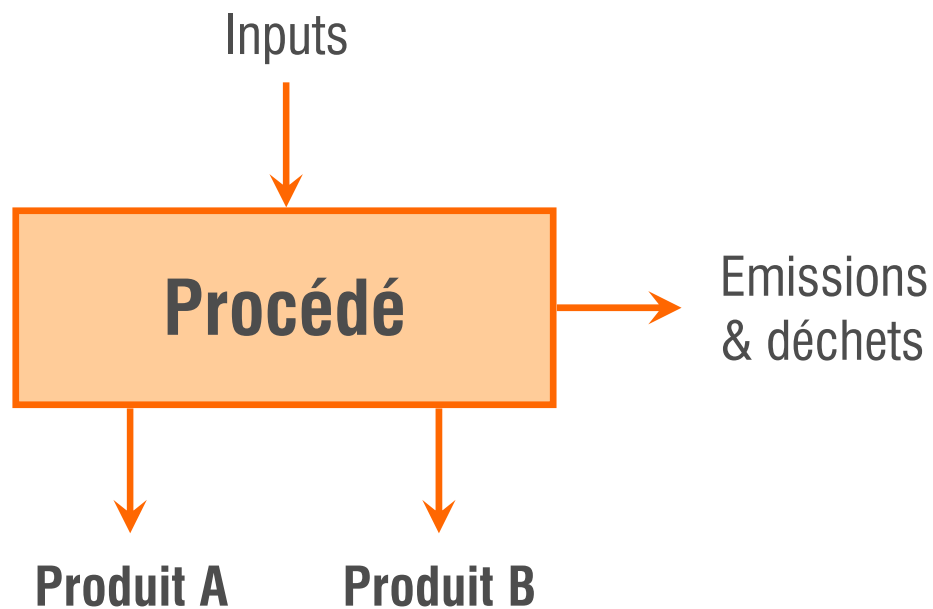 Inputs
Procédé
Emissions
& déchets
Produit A
Produit B